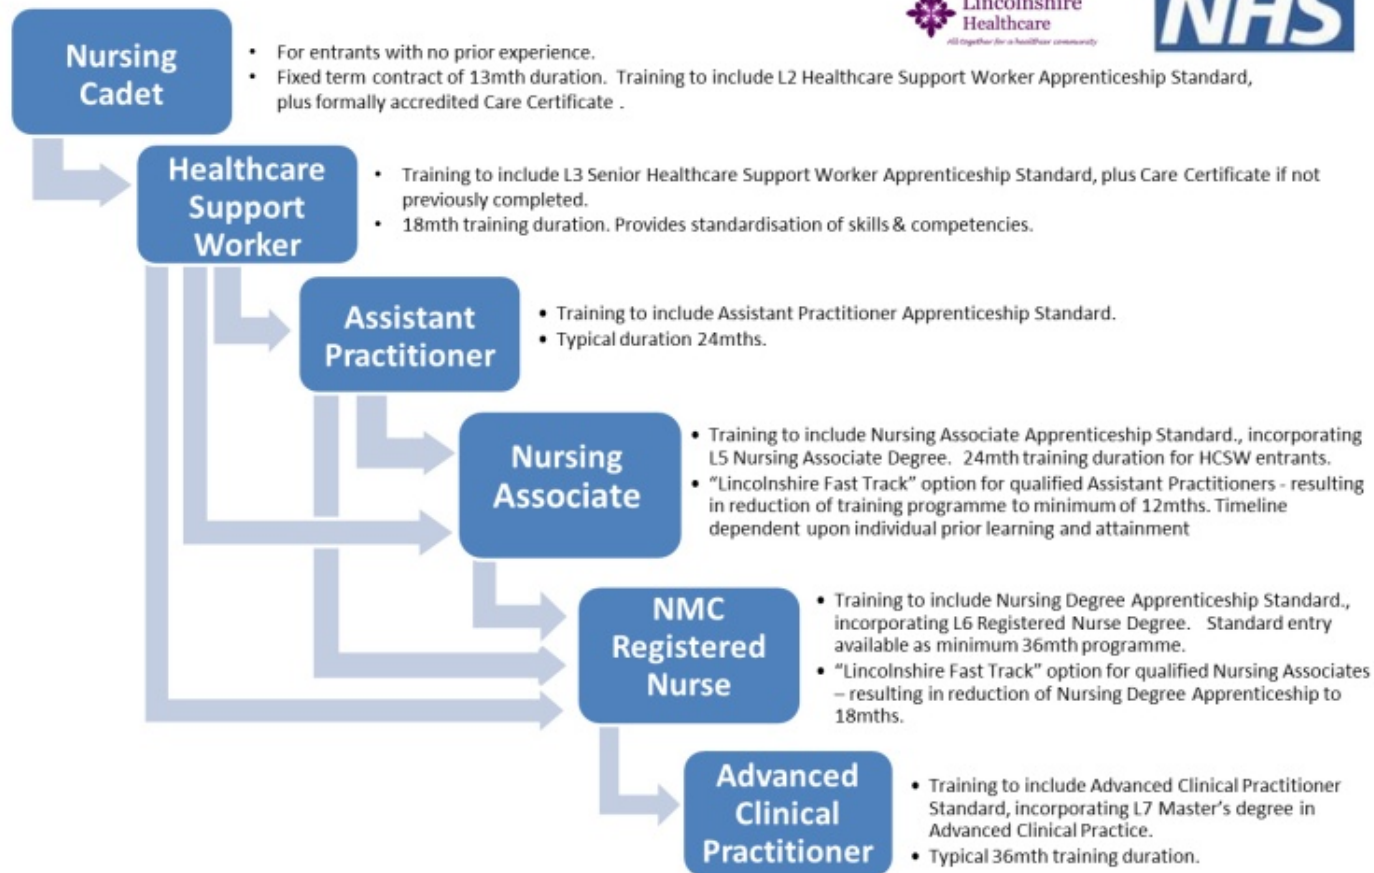 Lincolnshire
Healthcare
All together for a healthier community
NHS
Nursing
Cadet
• For entrants with no prior experience.
• Fixed term contract of 13mth duration. Training to include L2 Healthcare Support Worker Apprenticeship Standard,
plus formally accredited Care Certificate .
Healthcare
Support
Worker
• Training to include L3 Senior Healthcare Support Worker Apprenticeship Standard, plus Care Certificate if not
previously completed.
• 18mth training duration. Provides standardisation of skills & competencies.
Assistant
Practitioner
• Training to include Assistant Practitioner Apprenticeship Standard.
• Typical duration 24mths.
Nursing
Associate
• Training to include Nursing Associate Apprenticeship Standard., incorporating
L5 Nursing Associate Degree. 24mth training duration for HCSW entrants.
• “Lincolnshire Fast Track” option for qualified Assistant Practitioners - resulting
in reduction of training programme to minimum of 12mths. Timeline
dependent upon individual prior learning and attainment
NMC
Registered
Nurse
• Training to include Nursing Degree Apprenticeship Standard.,
incorporating L6 Registered Nurse Degree. Standard entry
available as minimum 36mth programme.
• “Lincolnshire Fast Track” option for qualified Nursing Associates
– resulting in reduction of Nursing Degree Apprenticeship to
18mths.
Advanced
Clinical
Practitioner
• Training to include Advanced Clinical Practitioner
Standard, incorporating L7 Master’s degree in
Advanced Clinical Practice.
• Typical 36mth training duration.